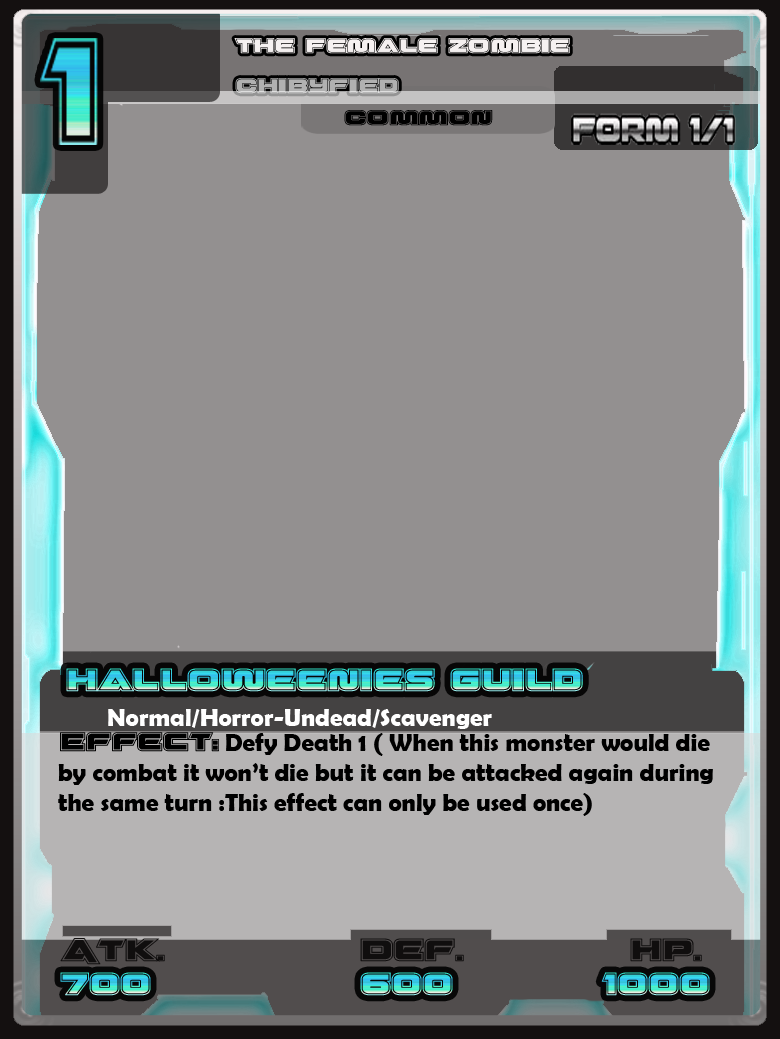 1
THE FEMALE ZOMBIE
CHIBYFIED
COMMON
FORM 1/1
HALLOWEENIES GUILD
Normal/Horror-Undead/Scavenger
EFFECT: Defy Death 1 ( When this monster would die
by combat it won't die but it can be attacked again during
the same turn :This effect can only be used once)
ATK. DEF. HP.
700 600 1000